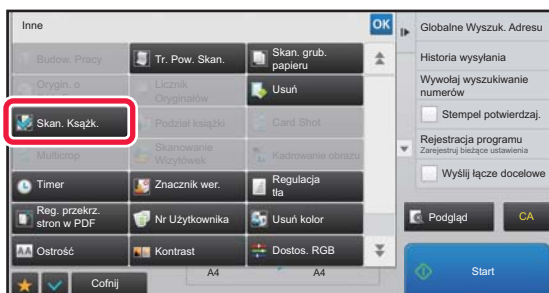 Inne
OK
Budow. Pracy
Tr. Pow. Skan.
Skan. grub.
papieru
Orygin. o
Licznik
Oryginałów
Usuń
Skan. Książk.
Podział książki
Card Shot
Multicrop
Skanowanie
Wizytówek
Kadrowanie obrazu
Timer
Znacznik wer.
Regulacja
tła
Reg. przekrz.
stron w PDF
Nr Użytkownika
Usuń kolor
AA Ostrość
Kontrast
Dostos. RGB
Cofnij
A4
A4
Globalne Wyszuk. Adresu
Historia wysyłania
Wywołaj wyszukiwanie
numerów
Stempel potwierdzaj.
Rejestracja programu
Zarejestruj bieżące ustawienia
Wyślij łącze docelowe
Podgląd
CA
Start